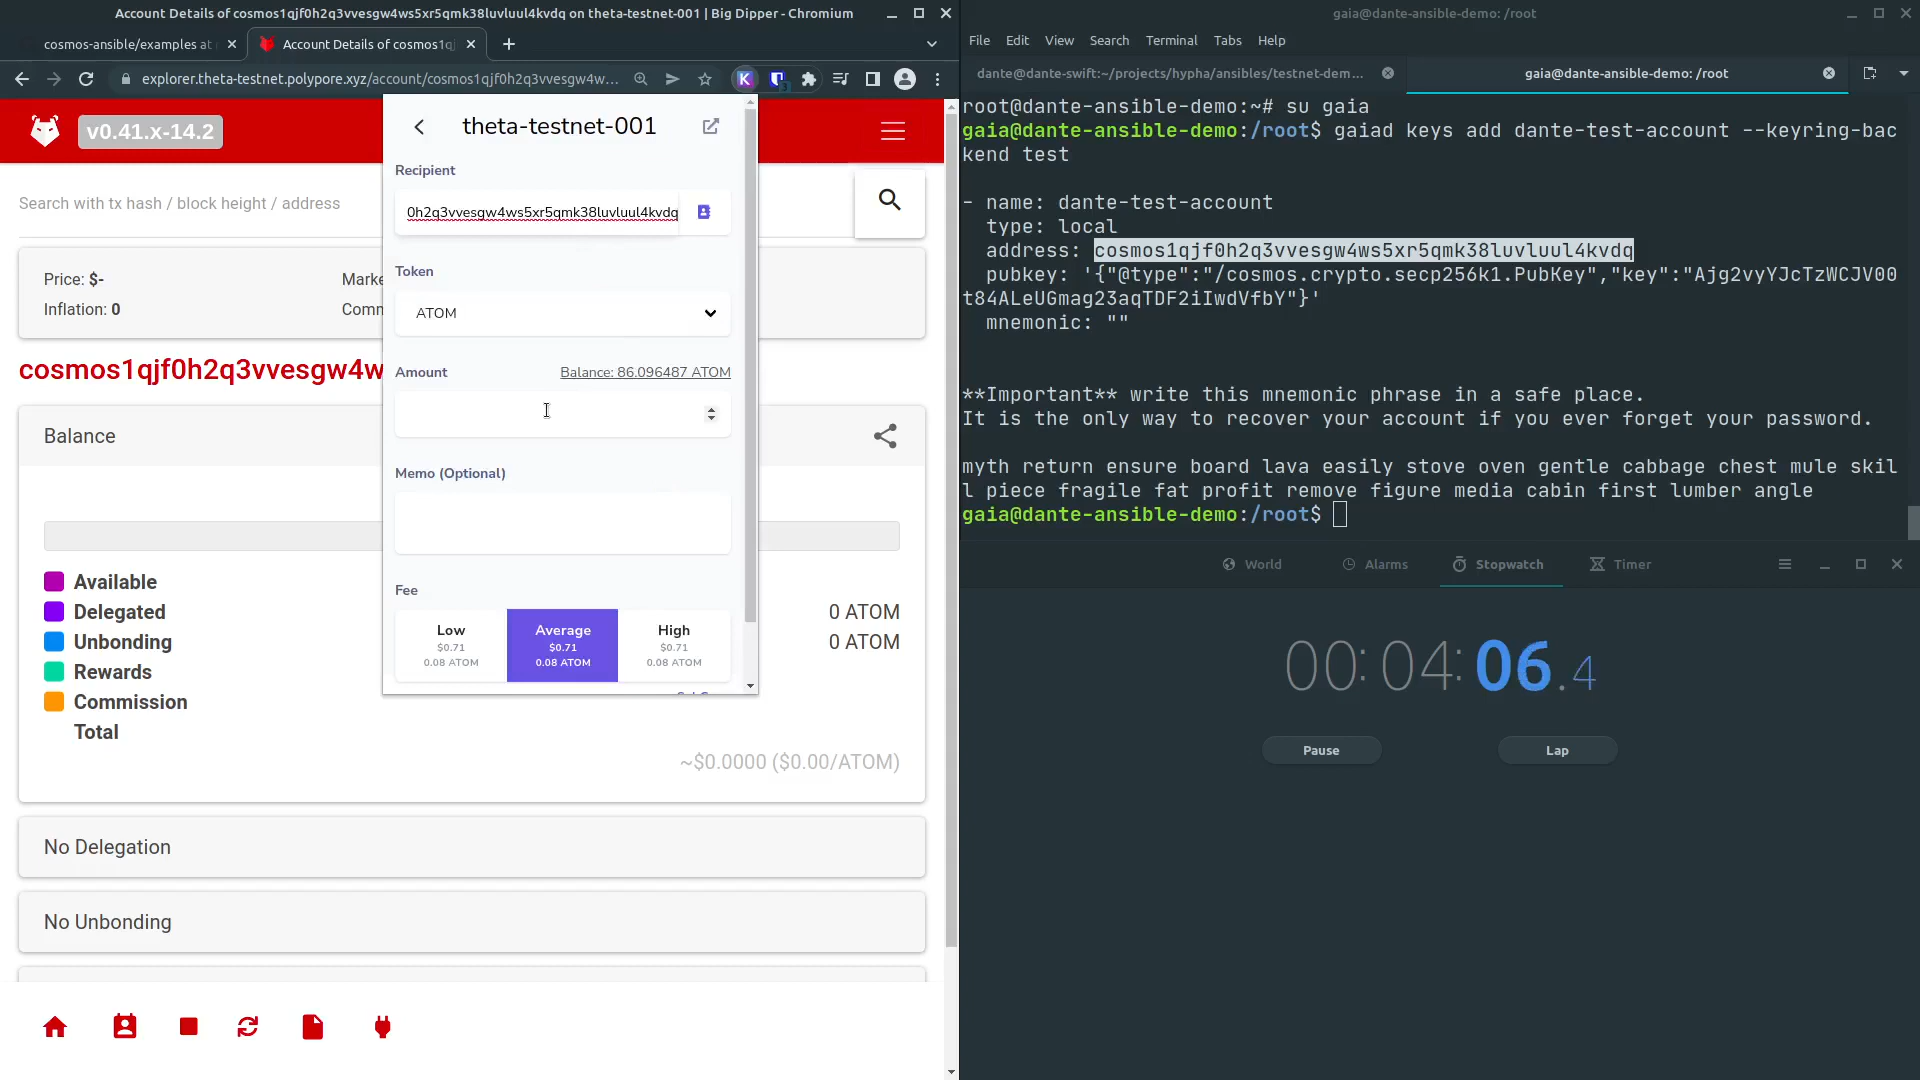 Account Details of cosmos1qjf0h2q3vvesgw4ws5xr5qmk38luvluul4kvdq on theta-testnet-001 | Big Dipper - Chromium
cosmos-ansible/examples at
Account Details of cosmos1q
explorer.theta-testnet.polypore.xyz/account/cosmos1qjf0h2q3vvesgw4w...
v0.41.x-14.2
Search with tx hash / block height / address
Price: $-
Marke
Inflation: 0
Comm
cosmos1qjf0h2q3vvesgw4w
Balance
Available
Delegated
0 ATOM
Unbonding
0 ATOM
Rewards
Commission
Total
~$0.0000 ($0.00/ATOM)
No Delegation
No Unbonding
theta-testnet-001
Recipient
0h2q3vvesgw4ws5xr5qmk38luvluul4kvdq
Token
ATOM
Amount
Balance: 86.096487 ATOM
Memo (Optional)
Fee
Low
$0.71
0.08 ATOM
Average
$0.71
0.08 ATOM
High
$0.71
0.08 ATOM
gaia@dante-ansible-demo: /root
File Edit View Search Terminal Tabs Help
dante@dante-swift:~/projects/hypha/ansibles/testnet-dem...
gaia@dante-ansible-demo: /root
root@dante-ansible-demo:~# su gaia
gaia@dante-ansible-demo:/root$ gaiad keys add dante-test-account --keyring-bac
kend test
- name: dante-test-account
type: local
address: cosmos1qjf0h2q3vvesgw4ws5xr5qmk38luvluul4kvdq
pubkey: '{"@type":"/cosmos.crypto.secp256k1.PubKey","key":"Ajg2vyYJcTzWCJV00
t84ALeUGmag23aqTDF2iIwdVfbY"}'
mnemonic: ""
**Important** write this mnemonic phrase in a safe place.
It is the only way to recover your account if you ever forget your password.
myth return ensure board lava easily stove oven gentle cabbage chest mule skil
l piece fragile fat profit remove figure media cabin first lumber angle
gaia@dante-ansible-demo:/root$
World
Alarms
Stopwatch
Timer
00:04:06.4
Pause
Lap